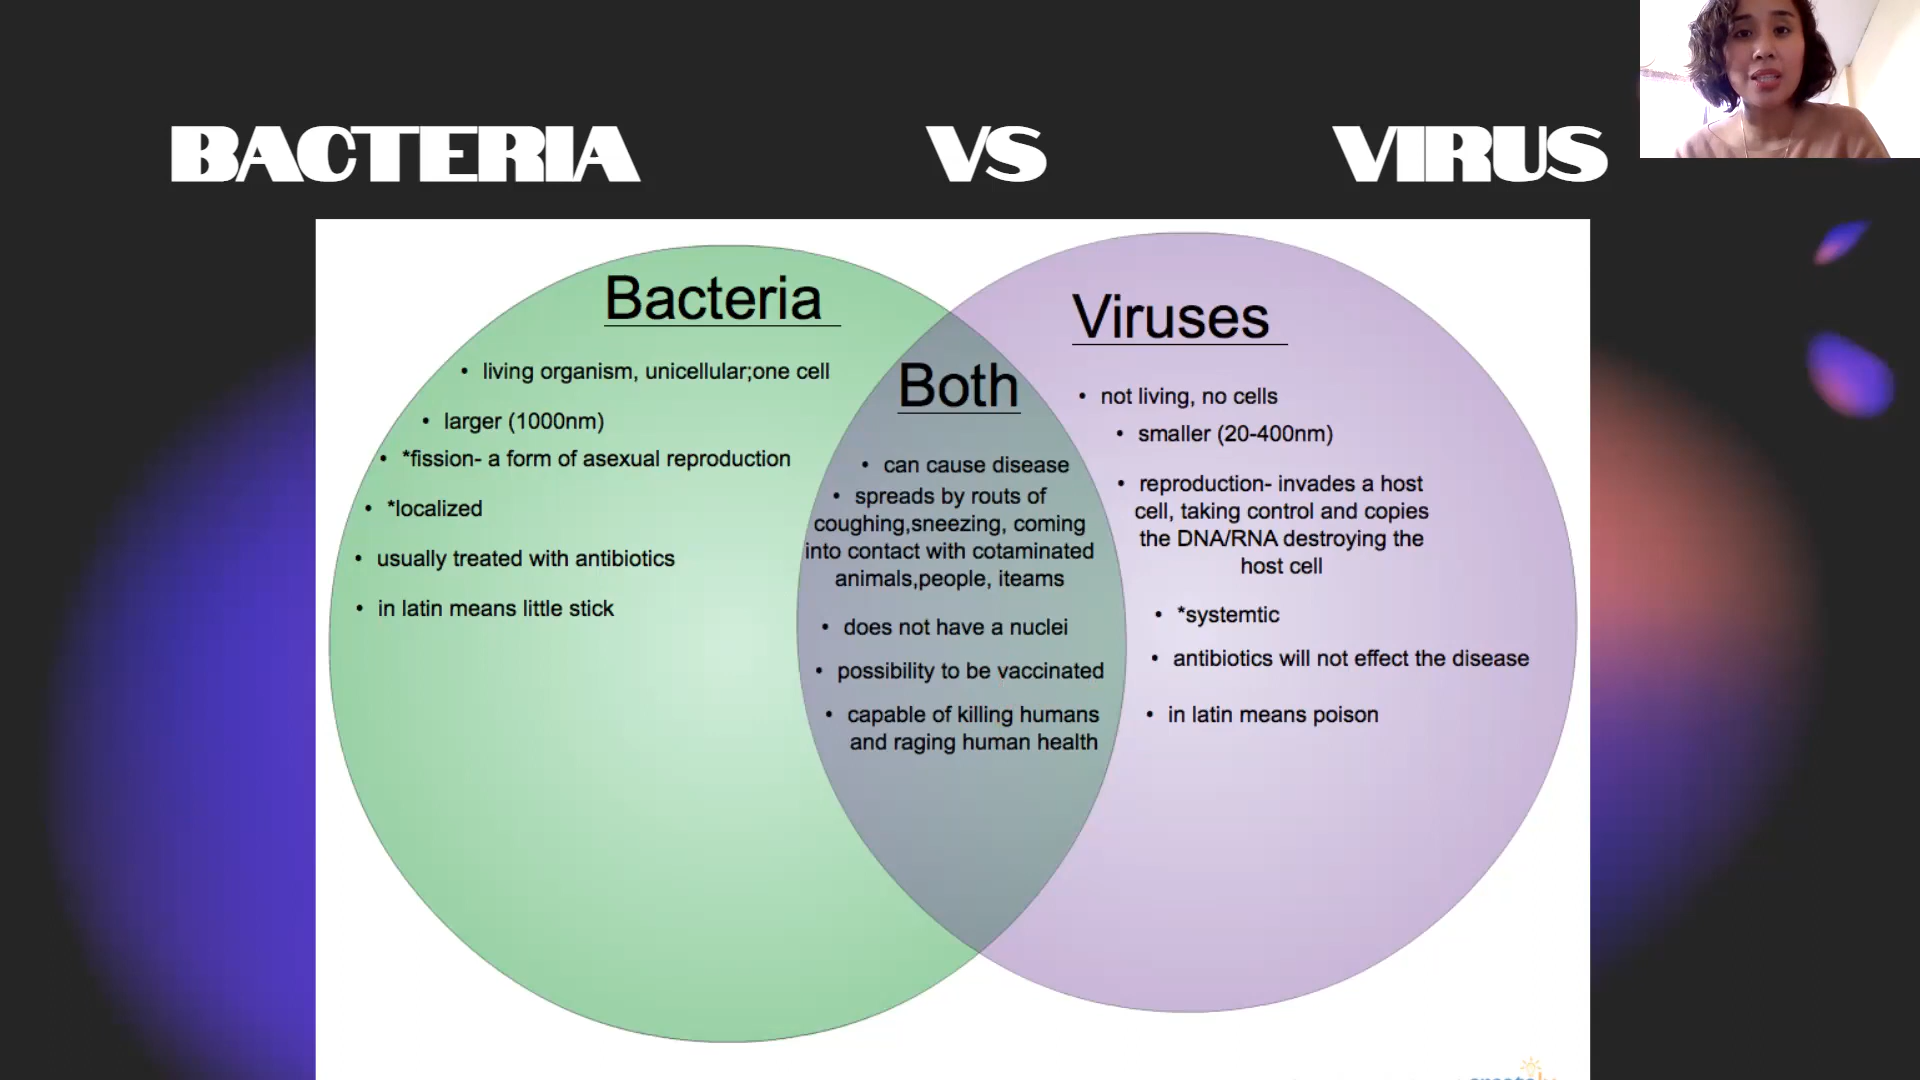 BACTERIA VS VIRUS
Bacteria
• living organism, unicellular;one cell
• larger (1000nm)
• *fission- a form of asexual reproduction
• *localized
• usually treated with antibiotics
• in latin means little stick
Both
• can cause disease
• spreads by routs of
coughing,sneezing, coming
into contact with cotaminated
animals,people, iteams
• does not have a nuclei
• possibility to be vaccinated
• capable of killing humans
and raging human health
Viruses
• not living, no cells
• smaller (20-400nm)
• reproduction- invades a host
cell, taking control and copies
the DNA/RNA destroying the
host cell
• *systemtic
• antibiotics will not effect the disease
• in latin means poison